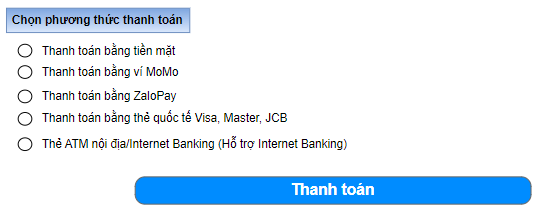 Chọn phương thức thanh toán
Thanh toán bằng tiền mặt
Thanh toán bằng ví MoMo
Thanh toán bằng ZaloPay
Thanh toán bằng thẻ quốc tế Visa, Master, JCB
Thẻ ATM nội địa/Internet Banking (Hỗ trợ Internet Banking)
Thanh toán